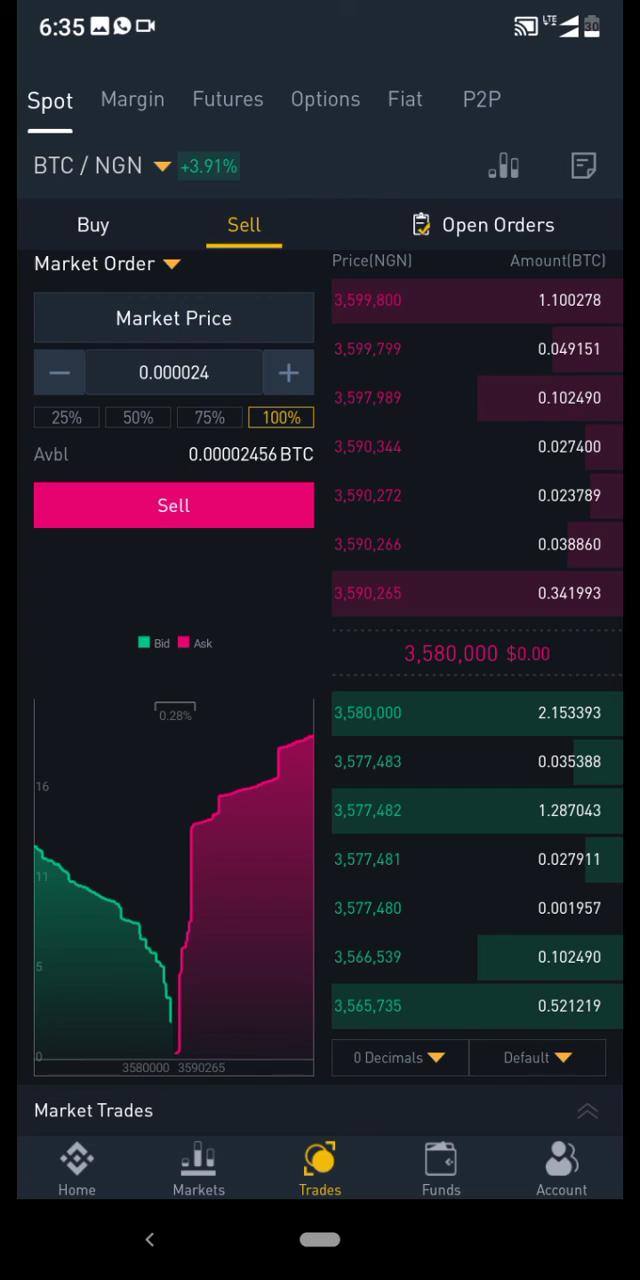 6:35 LTE 30
Spot Margin Futures Options Fiat P2P
BTC / NGN +3.91%
Buy Sell Open Orders
Market Order
Market Price
0.000024
25% 50% 75% 100%
Avbl 0.00002456 BTC
Sell
Bid Ask
0.28%
16
11
5
0
3580000 3590265
Price(NGN) Amount(BTC)
3,599,800 1.100278
3,599,799 0.049151
3,597,989 0.102490
3,590,344 0.027400
3,590,272 0.023789
3,590,266 0.038860
3,590,265 0.341993
3,580,000 $0.00
3,580,000 2.153393
3,577,483 0.035388
3,577,482 1.287043
3,577,481 0.027911
3,577,480 0.001957
3,566,539 0.102490
3,565,735 0.521219
0 Decimals Default
Market Trades
Home Markets Trades Funds Account